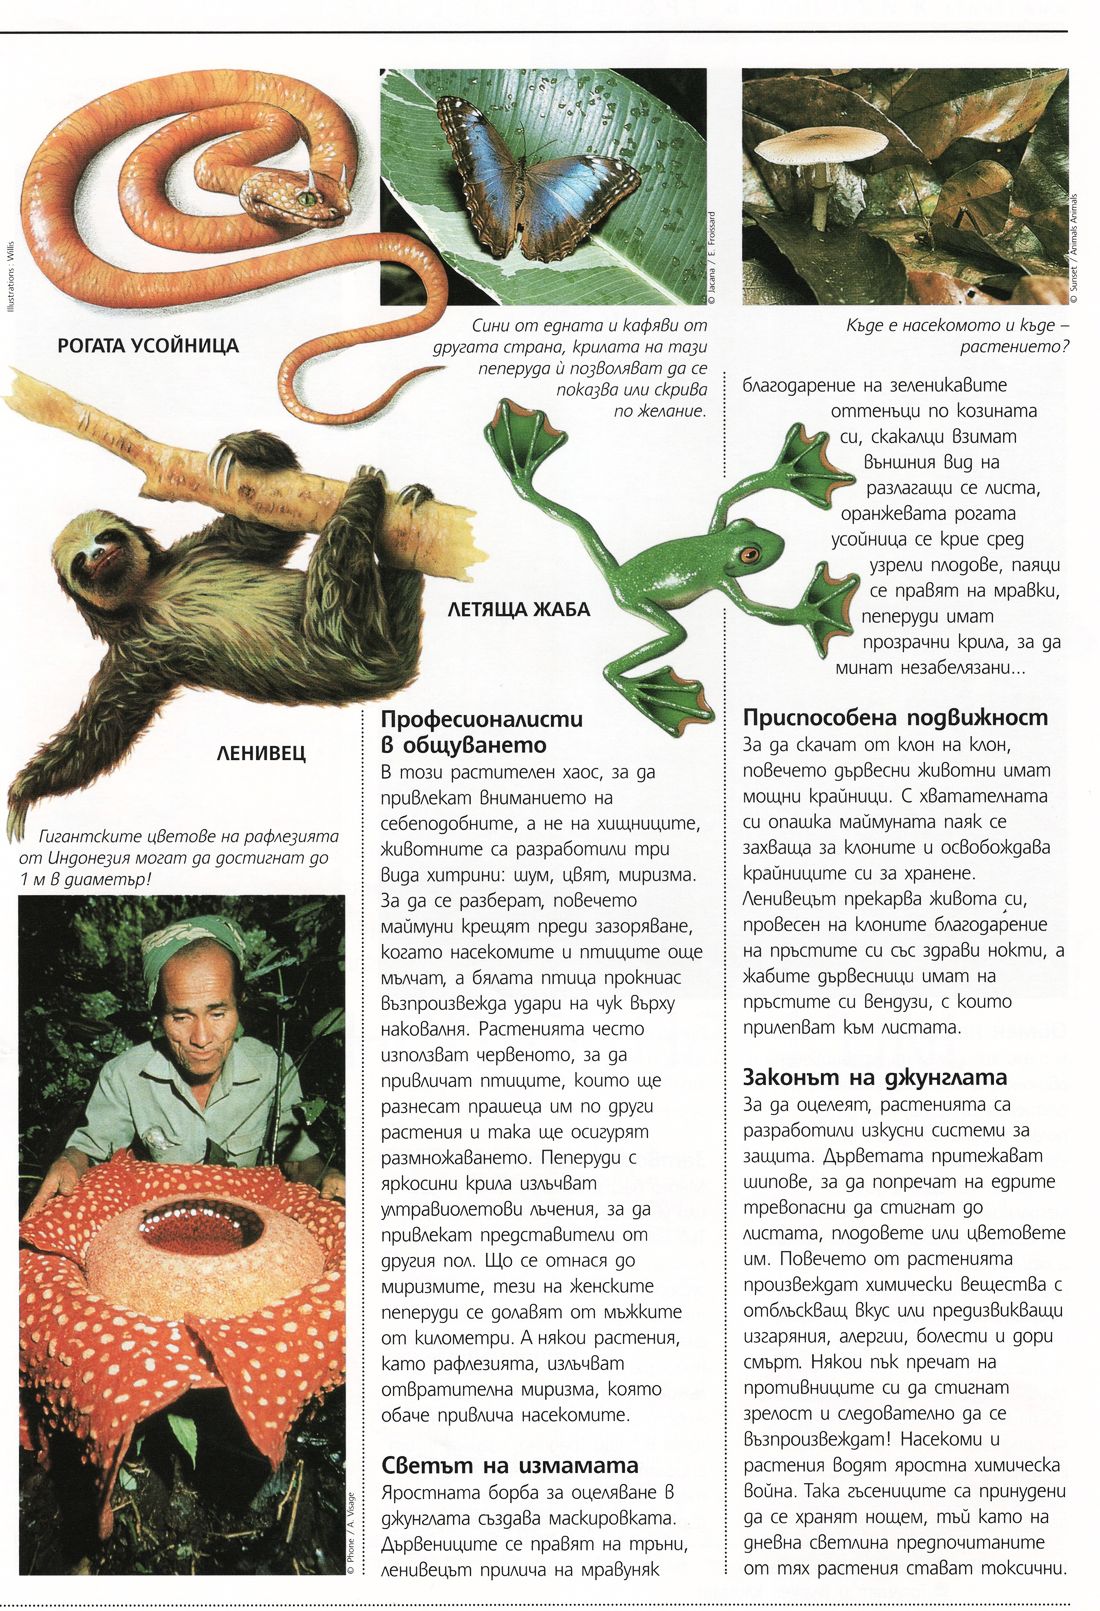 Illustrations : Willis
РОГАТА УСОЙНИЦА
© Jacana / E. Froissard
Сини от едната и кафяви от
другата страна, крилата на тази
пеперуда ѝ позволяват да се
показва или скрива
по желание.
© Sunset / Animals Animals
Къде е насекомото и къде –
растението?
ЛЕТЯЩА ЖАБА
ЛЕНИВЕЦ
Гигантските цветове на рафлезията
от Индонезия могат да достигнат до
1 м в диаметър!
© Phone / A. Visage
Професионалисти
в общуването
В този растителен хаос, за да
привлекат вниманието на
себеподобните, а не на хищниците,
животните са разработили три
вида хитрини: шум, цвят, миризма.
За да се разберат, повечето
маймуни крещят преди зазоряване,
когато насекомите и птиците още
мълчат, а бялата птица прокниас
възпроизвежда удари на чук върху
наковалня. Растенията често
използват червеното, за да
привличат птиците, които ще
разнесат прашеца им по други
растения и така ще осигурят
размножаването. Пеперуди с
яркосини крила излъчват
ултравиолетови лъчения, за да
привлекат представители от
другия пол. Що се отнася до
миризмите, тези на женските
пеперуди се долавят от мъжките
от километри. А някои растения,
като рафлезията, излъчват
отвратителна миризма, която
обаче привлича насекомите.
Светът на измамата
Яростната борба за оцеляване в
джунглата създава маскировката.
Дървениците се правят на тръни,
ленивецът прилича на мравуняк
благодарение на зеленикавите
оттенъци по козината
си, скакалци взимат
външния вид на
разлагащи се листа,
оранжевата рогата
усойница се крие сред
узрели плодове, паяци
се правят на мравки,
пеперуди имат
прозрачни крила, за да
минат незабелязани...
Приспособена подвижност
За да скачат от клон на клон,
повечето дървесни животни имат
мощни крайници. С хватателната
си опашка маймуната паяк се
захваща за клоните и освобождава
крайниците си за хранене.
Ленивецът прекарва живота си,
провесен на клоните благодарение
на пръстите си със здрави нокти, а
жабите дървесници имат на
пръстите си вендузи, с които
прилепват към листата.
Законът на джунглата
За да оцелеят, растенията са
разработили изкусни системи за
защита. Дърветата притежават
шипове, за да попречат на едрите
тревопасни да стигнат до
листата, плодовете или цветовете
им. Повечето от растенията
произвеждат химически вещества с
отблъскващ вкус или предизвикващи
изгаряния, алергии, болести и дори
смърт. Някои пък пречат на
противниците си да стигнат
зрелост и следователно да се
възпроизвеждат! Насекоми и
растения водят яростна химическа
война. Така гъсениците са принудени
да се хранят нощем, тъй като на
дневна светлина предпочитаните
от тях растения стават токсични.